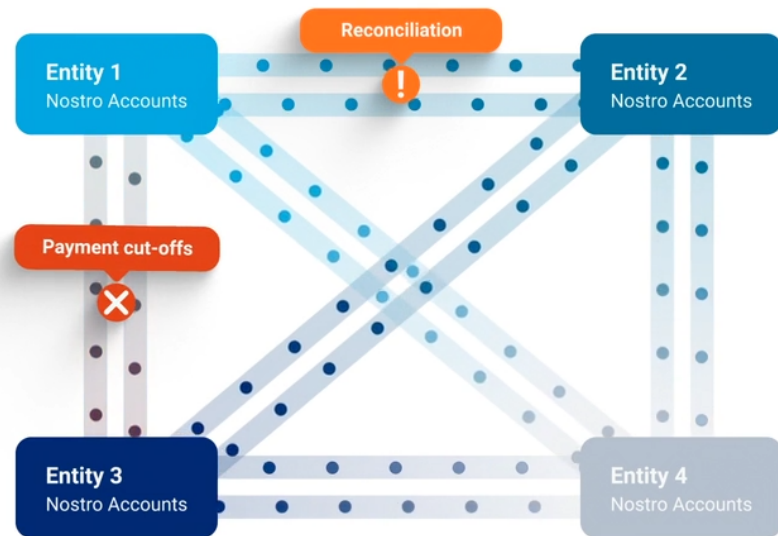 Reconciliation
Entity 1
Nostro Accounts
!
Entity 2
Nostro Accounts
Payment cut-offs
Entity 3
Nostro Accounts
Entity 4
Nostro Accounts